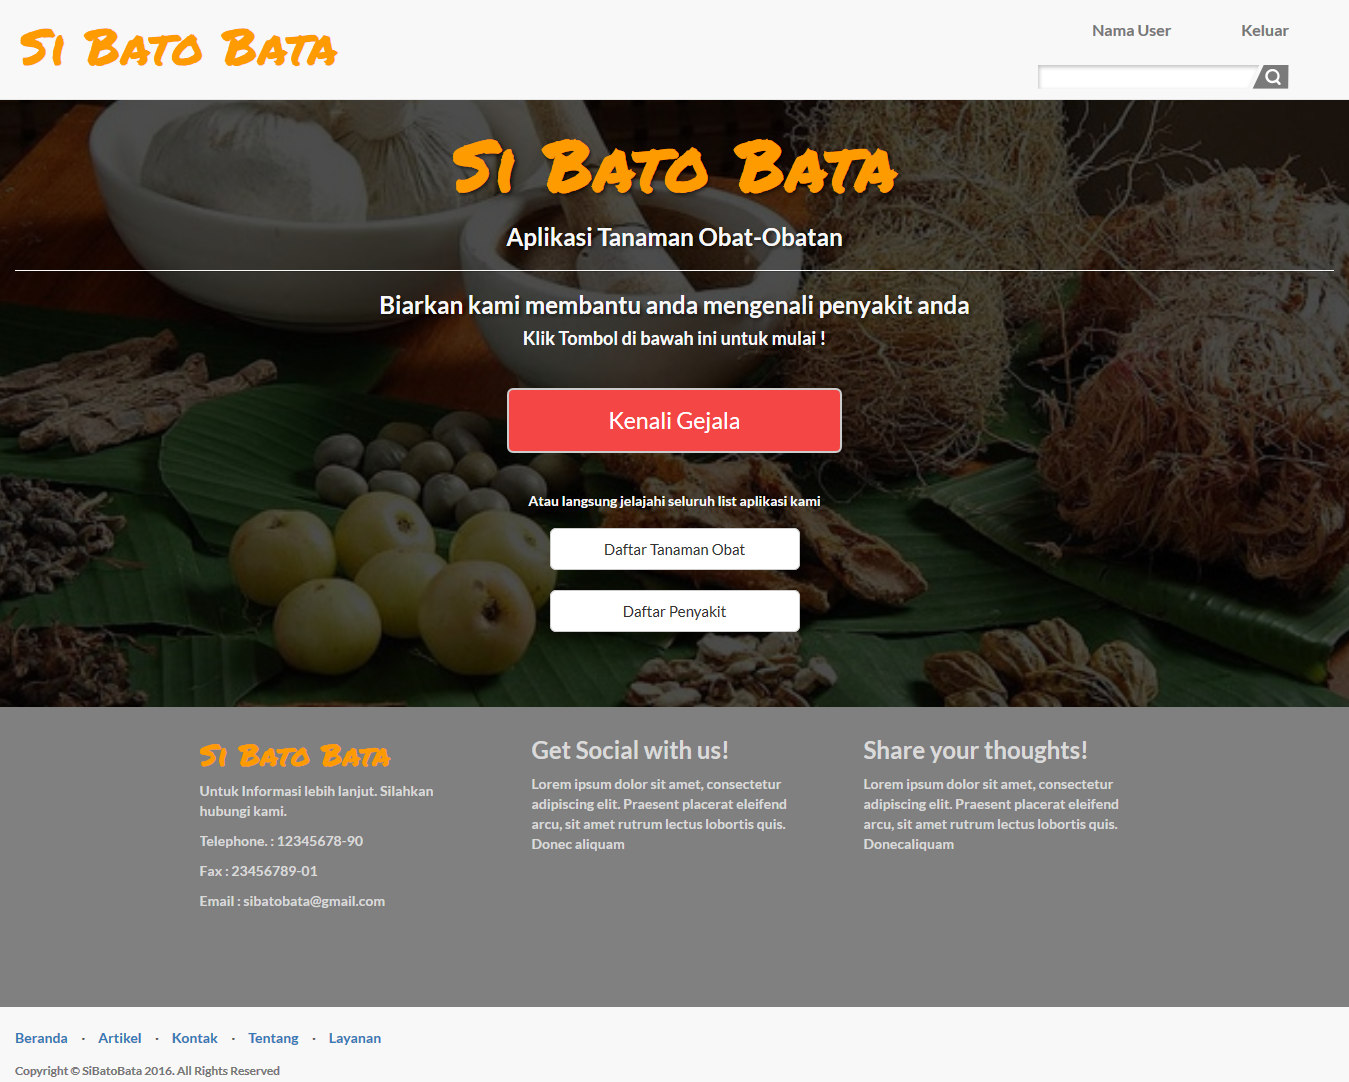 Si Bato Bata
Nama User
Keluar
Si Bato Bata
Aplikasi Tanaman Obat-Obatan
Biarkan kami membantu anda mengenali penyakit anda
Klik Tombol di bawah ini untuk mulai !
Kenali Gejala
Atau langsung jelajahi seluruh list aplikasi kami
Daftar Tanaman Obat
Daftar Penyakit
Si Bato Bata
Untuk Informasi lebih lanjut. Silahkan
hubungi kami.
Telephone. : 12345678-90
Fax : 23456789-01
Email : sibatobata@gmail.com
Get Social with us!
Lorem ipsum dolor sit amet, consectetur
adipiscing elit. Praesent placerat eleifend
arcu, sit amet rutrum lectus lobortis quis.
Donec aliquam
Share your thoughts!
Lorem ipsum dolor sit amet, consectetur
adipiscing elit. Praesent placerat eleifend
arcu, sit amet rutrum lectus lobortis quis.
Donecaliquam
Beranda · Artikel · Kontak · Tentang · Layanan
Copyright © SiBatoBata 2016. All Rights Reserved